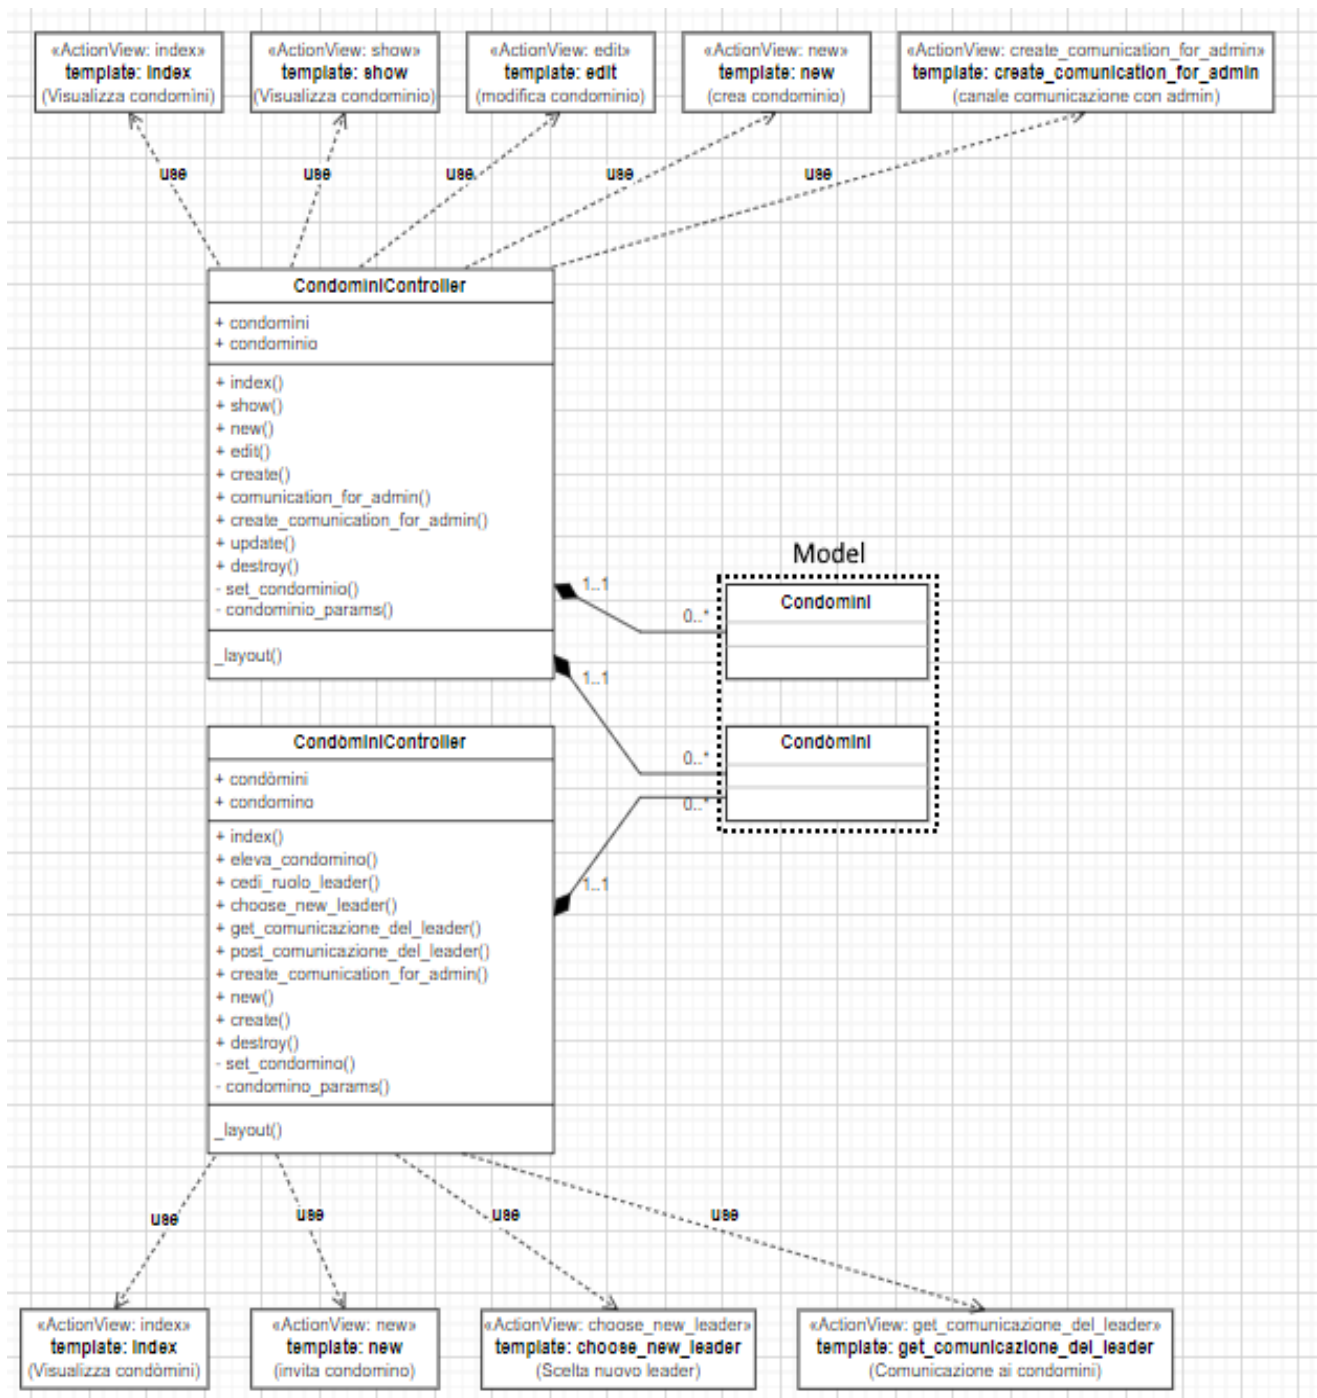 «ActionView: index»
template: index
(Visualizza condomìni)
«ActionView: show»
template: show
(Visualizza condominio)
«ActionView: edit»
template: edit
(modifica condominio)
«ActionView: new»
template: new
(crea condominio)
«ActionView: create_comunication_for_admin»
template: create_comunication_for_admin
(canale comunicazione con admin)
use
use
use
use
use
CondominiController
+ condomìni
+ condominio
+ index()
+ show()
+ new()
+ edit()
+ create()
+ comunication_for_admin()
+ create_comunication_for_admin()
+ update()
+ destroy()
- set_condominio()
- condominio_params()
_layout()
Model
1..1
0..*
Condomini
1..1
0..*
Condòmini
0..*
1..1
CondòminiController
+ condòmini
+ condomino
+ index()
+ eleva_condomino()
+ cedi_ruolo_leader()
+ choose_new_leader()
+ get_comunicazione_del_leader()
+ post_comunicazione_del_leader()
+ create_comunication_for_admin()
+ new()
+ create()
+ destroy()
- set_condomino()
- condomino_params()
_layout()
use
use
use
use
«ActionView: index»
template: index
(Visualizza condòmini)
«ActionView: new»
template: new
(invita condomino)
«ActionView: choose_new_leader»
template: choose_new_leader
(Scelta nuovo leader)
«ActionView: get_comunicazione_del_leader»
template: get_comunicazione_del_leader
(Comunicazione ai condomini)